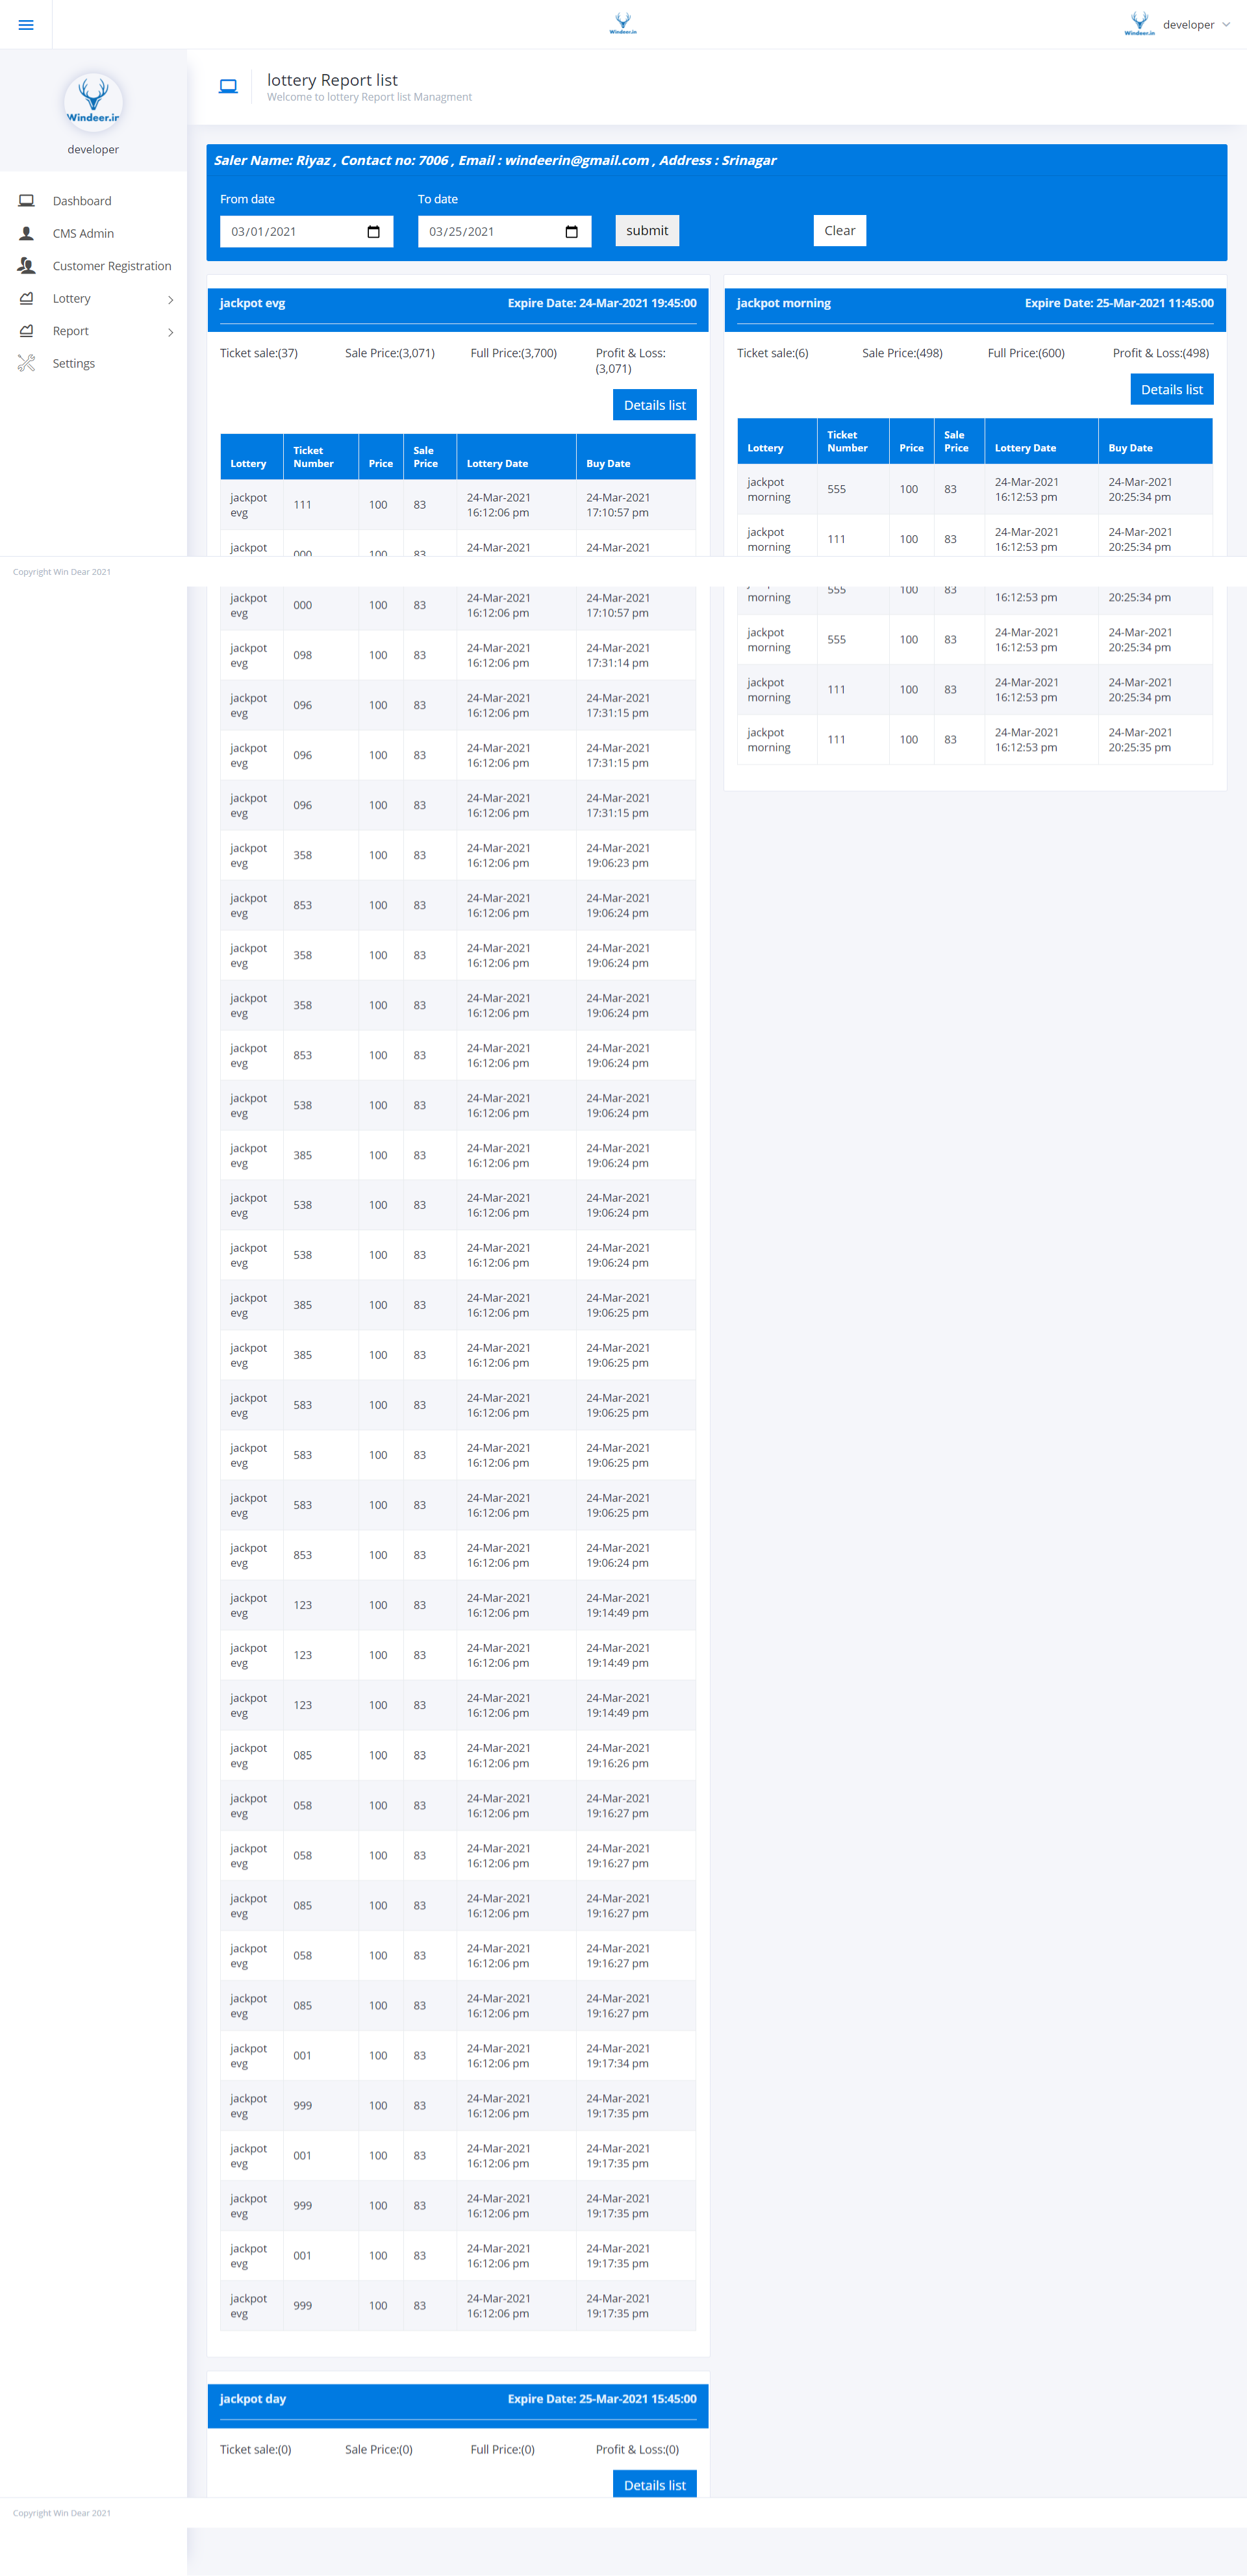 Windeer.in
Windeer.in developer
Windeer.in
developer
Dashboard
CMS Admin
Customer Registration
Lottery
Report
Settings
lottery Report list
Welcome to lottery Report list Managment
Saler Name: Riyaz , Contact no: 7006 , Email : windeerin@gmail.com , Address : Srinagar
From date To date
03/01/2021 03/25/2021 submit Clear
jackpot evg Expire Date: 24-Mar-2021 19:45:00
Ticket sale:(37) Sale Price:(3,071) Full Price:(3,700) Profit & Loss:
(3,071)
Details list
Lottery Ticket Number Price Sale Price Lottery Date Buy Date
jackpot evg 111 100 83 24-Mar-2021 16:12:06 pm 24-Mar-2021 17:10:57 pm
jackpot 000 100 83 24-Mar-2021 24-Mar-2021
jackpot evg 000 100 83 24-Mar-2021 16:12:06 pm 24-Mar-2021 17:10:57 pm
jackpot evg 098 100 83 24-Mar-2021 16:12:06 pm 24-Mar-2021 17:31:14 pm
jackpot evg 096 100 83 24-Mar-2021 16:12:06 pm 24-Mar-2021 17:31:15 pm
jackpot evg 096 100 83 24-Mar-2021 16:12:06 pm 24-Mar-2021 17:31:15 pm
jackpot evg 096 100 83 24-Mar-2021 16:12:06 pm 24-Mar-2021 17:31:15 pm
jackpot evg 358 100 83 24-Mar-2021 16:12:06 pm 24-Mar-2021 19:06:23 pm
jackpot evg 853 100 83 24-Mar-2021 16:12:06 pm 24-Mar-2021 19:06:24 pm
jackpot evg 358 100 83 24-Mar-2021 16:12:06 pm 24-Mar-2021 19:06:24 pm
jackpot evg 358 100 83 24-Mar-2021 16:12:06 pm 24-Mar-2021 19:06:24 pm
jackpot evg 853 100 83 24-Mar-2021 16:12:06 pm 24-Mar-2021 19:06:24 pm
jackpot evg 538 100 83 24-Mar-2021 16:12:06 pm 24-Mar-2021 19:06:24 pm
jackpot evg 385 100 83 24-Mar-2021 16:12:06 pm 24-Mar-2021 19:06:24 pm
jackpot evg 538 100 83 24-Mar-2021 16:12:06 pm 24-Mar-2021 19:06:24 pm
jackpot evg 538 100 83 24-Mar-2021 16:12:06 pm 24-Mar-2021 19:06:24 pm
jackpot evg 385 100 83 24-Mar-2021 16:12:06 pm 24-Mar-2021 19:06:25 pm
jackpot evg 385 100 83 24-Mar-2021 16:12:06 pm 24-Mar-2021 19:06:25 pm
jackpot evg 583 100 83 24-Mar-2021 16:12:06 pm 24-Mar-2021 19:06:25 pm
jackpot evg 583 100 83 24-Mar-2021 16:12:06 pm 24-Mar-2021 19:06:25 pm
jackpot evg 583 100 83 24-Mar-2021 16:12:06 pm 24-Mar-2021 19:06:25 pm
jackpot evg 853 100 83 24-Mar-2021 16:12:06 pm 24-Mar-2021 19:06:24 pm
jackpot evg 123 100 83 24-Mar-2021 16:12:06 pm 24-Mar-2021 19:14:49 pm
jackpot evg 123 100 83 24-Mar-2021 16:12:06 pm 24-Mar-2021 19:14:49 pm
jackpot evg 123 100 83 24-Mar-2021 16:12:06 pm 24-Mar-2021 19:14:49 pm
jackpot evg 085 100 83 24-Mar-2021 16:12:06 pm 24-Mar-2021 19:16:26 pm
jackpot evg 058 100 83 24-Mar-2021 16:12:06 pm 24-Mar-2021 19:16:27 pm
jackpot evg 058 100 83 24-Mar-2021 16:12:06 pm 24-Mar-2021 19:16:27 pm
jackpot evg 085 100 83 24-Mar-2021 16:12:06 pm 24-Mar-2021 19:16:27 pm
jackpot evg 058 100 83 24-Mar-2021 16:12:06 pm 24-Mar-2021 19:16:27 pm
jackpot evg 085 100 83 24-Mar-2021 16:12:06 pm 24-Mar-2021 19:16:27 pm
jackpot evg 001 100 83 24-Mar-2021 16:12:06 pm 24-Mar-2021 19:17:34 pm
jackpot evg 999 100 83 24-Mar-2021 16:12:06 pm 24-Mar-2021 19:17:35 pm
jackpot evg 001 100 83 24-Mar-2021 16:12:06 pm 24-Mar-2021 19:17:35 pm
jackpot evg 999 100 83 24-Mar-2021 16:12:06 pm 24-Mar-2021 19:17:35 pm
jackpot evg 001 100 83 24-Mar-2021 16:12:06 pm 24-Mar-2021 19:17:35 pm
jackpot evg 999 100 83 24-Mar-2021 16:12:06 pm 24-Mar-2021 19:17:35 pm
jackpot morning Expire Date: 25-Mar-2021 11:45:00
Ticket sale:(6) Sale Price:(498) Full Price:(600) Profit & Loss:(498)
Details list
Lottery Ticket Number Price Sale Price Lottery Date Buy Date
jackpot morning 555 100 83 24-Mar-2021 16:12:53 pm 24-Mar-2021 20:25:34 pm
jackpot morning 111 100 83 24-Mar-2021 16:12:53 pm 24-Mar-2021 20:25:34 pm
morning 555 100 83 16:12:53 pm 20:25:34 pm
jackpot morning 555 100 83 24-Mar-2021 16:12:53 pm 24-Mar-2021 20:25:34 pm
jackpot morning 111 100 83 24-Mar-2021 16:12:53 pm 24-Mar-2021 20:25:34 pm
jackpot morning 111 100 83 24-Mar-2021 16:12:53 pm 24-Mar-2021 20:25:35 pm
Copyright Win Dear 2021
jackpot day Expire Date: 25-Mar-2021 15:45:00
Ticket sale:(0) Sale Price:(0) Full Price:(0) Profit & Loss:(0)
Details list
Copyright Win Dear 2021